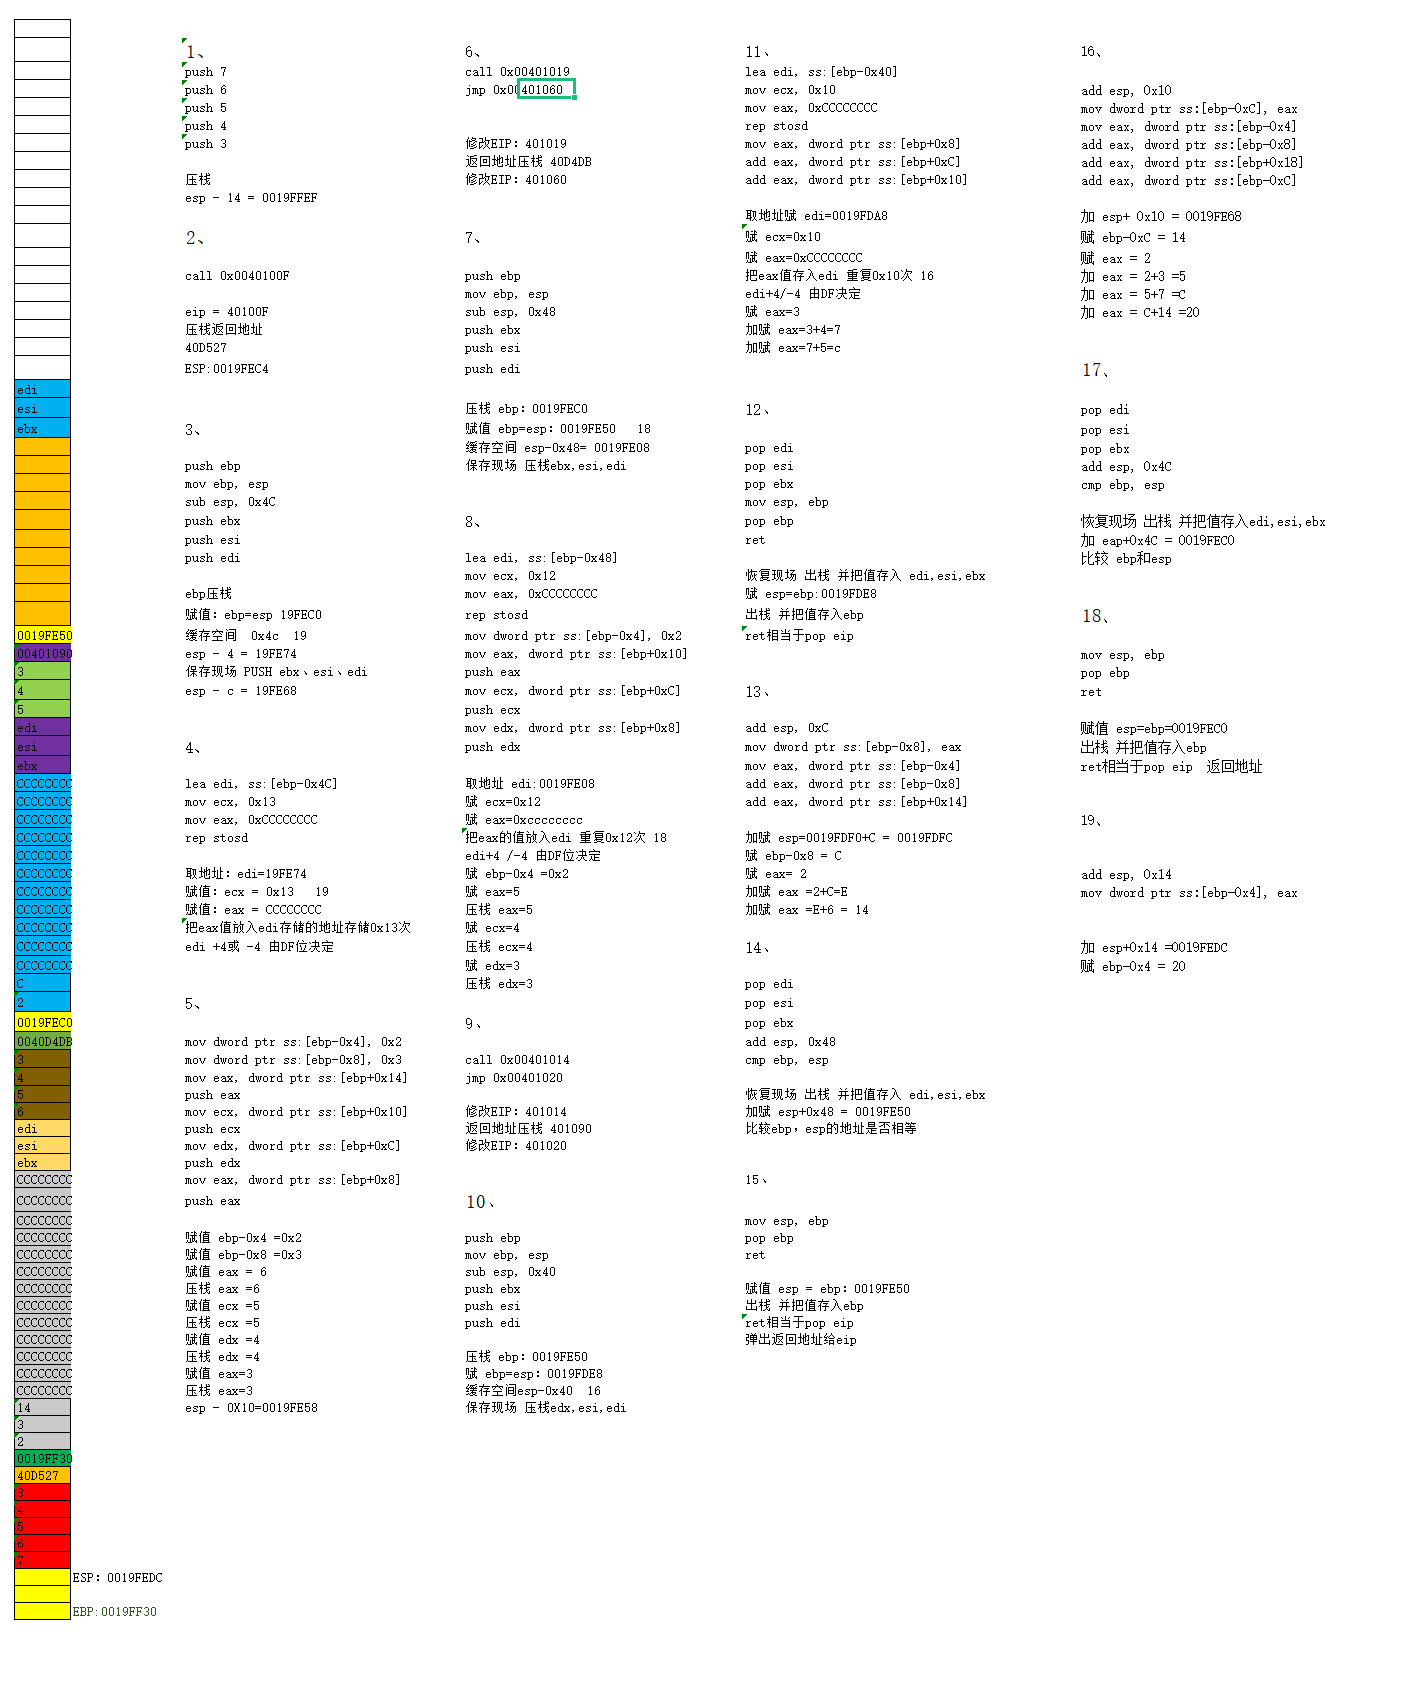 edi
esi
ebx
0019FE50
00401090
3
4
5
edi
esi
ebx
CCCCCCCC
CCCCCCCC
CCCCCCCC
CCCCCCCC
CCCCCCCC
CCCCCCCC
CCCCCCCC
CCCCCCCC
CCCCCCCC
CCCCCCCC
CCCCCCCC
C
2
0019FEC0
0040D4DB
3
4
5
6
edi
esi
ebx
CCCCCCCC
CCCCCCCC
CCCCCCCC
CCCCCCCC
CCCCCCCC
CCCCCCCC
CCCCCCCC
CCCCCCCC
CCCCCCCC
CCCCCCCC
CCCCCCCC
CCCCCCCC
CCCCCCCC
14
3
2
0019FF30
40D527
3
4
5
6
7
ESP: 0019FEDC
EBP:0019FF30
1、
push 7
push 6
push 5
push 4
push 3
压栈
esp - 14 = 0019FFEF
2、
call 0x0040100F
eip = 40100F
压栈返回地址
40D527
ESP:0019FEC4
3、
push ebp
mov ebp, esp
sub esp, 0x4C
push ebx
push esi
push edi
ebp压栈
赋值: ebp=esp 19FEC0
缓存空间 0x4c 19
esp - 4 = 19FE74
保存现场 PUSH ebx、esi、edi
esp - c = 19FE68
4、
lea edi, ss:[ebp-0x4C]
mov ecx, 0x13
mov eax, 0xCCCCCCCC
rep stosd
取地址: edi=19FE74
赋值: ecx = 0x13 19
赋值: eax = CCCCCCCC
把eax值放入edi存储的地址存储0x13次
edi +4或 -4 由DF位决定
5、
mov dword ptr ss:[ebp-0x4], 0x2
mov dword ptr ss:[ebp-0x8], 0x3
mov eax, dword ptr ss:[ebp+0x14]
push eax
mov ecx, dword ptr ss:[ebp+0x10]
push ecx
mov edx, dword ptr ss:[ebp+0xC]
push edx
mov eax, dword ptr ss:[ebp+0x8]
push eax
赋值 ebp-0x4 =0x2
赋值 ebp-0x8 =0x3
赋值 eax = 6
压栈 eax =6
赋值 ecx =5
压栈 ecx =5
赋值 edx =4
压栈 edx =4
赋值 eax=3
压栈 eax=3
esp - 0X10=0019FE58
6、
call 0x00401019
jmp 0x00401060
修改EIP: 401019
返回地址压栈 40D4DB
修改EIP: 401060
7、
push ebp
mov ebp, esp
sub esp, 0x48
push ebx
push esi
push edi
压栈 ebp: 0019FEC0
赋值 ebp=esp: 0019FE50 18
缓存空间 esp-0x48= 0019FE08
保存现场 压栈ebx,esi,edi
8、
lea edi, ss:[ebp-0x48]
mov ecx, 0x12
mov eax, 0xCCCCCCCC
rep stosd
mov dword ptr ss:[ebp-0x4], 0x2
mov eax, dword ptr ss:[ebp+0x10]
push eax
mov ecx, dword ptr ss:[ebp+0xC]
push ecx
mov edx, dword ptr ss:[ebp+0x8]
push edx
取地址 edi:0019FE08
赋 ecx=0x12
赋 eax=0xcccccccc
把eax的值放入edi 重复0x12次 18
edi+4 /-4 由DF位决定
赋 ebp-0x4 =0x2
赋 eax=5
压栈 eax=5
赋 ecx=4
压栈 ecx=4
赋 edx=3
压栈 edx=3
9、
call 0x00401014
jmp 0x00401020
修改EIP: 401014
返回地址压栈 401090
修改EIP: 401020
10、
push ebp
mov ebp, esp
sub esp, 0x40
push ebx
push esi
push edi
压栈 ebp: 0019FE50
赋 ebp=esp: 0019FDE8
缓存空间esp-0x40 16
保存现场 压栈edx,esi,edi
11、
lea edi, ss:[ebp-0x40]
mov ecx, 0x10
mov eax, 0xCCCCCCCC
rep stosd
mov eax, dword ptr ss:[ebp+0x8]
add eax, dword ptr ss:[ebp+0xC]
add eax, dword ptr ss:[ebp+0x10]
取地址赋 edi=0019FDA8
赋 ecx=0x10
赋 eax=0xCCCCCCCC
把eax值存入edi 重复0x10次 16
edi+4/-4 由DF决定
赋 eax=3
加赋 eax=3+4=7
加赋 eax=7+5=c
12、
pop edi
pop esi
pop ebx
mov esp, ebp
pop ebp
ret
恢复现场 出栈 并把值存入 edi,esi,ebx
赋 esp=ebp:0019FDE8
出栈 并把值存入ebp
ret相当于pop eip
13、
add esp, 0xC
mov dword ptr ss:[ebp-0x8], eax
mov eax, dword ptr ss:[ebp-0x4]
add eax, dword ptr ss:[ebp-0x8]
add eax, dword ptr ss:[ebp+0x14]
加赋 esp=0019FDF0+C = 0019FDFC
赋 ebp-0x8 = C
赋 eax= 2
加赋 eax =2+C=E
加赋 eax =E+6 = 14
14、
pop edi
pop esi
pop ebx
add esp, 0x48
cmp ebp, esp
恢复现场 出栈 并把值存入 edi,esi,ebx
加赋 esp+0x48 = 0019FE50
比较ebp，esp的地址是否相等
15、
mov esp, ebp
pop ebp
ret
赋值 esp = ebp: 0019FE50
出栈 并把值存入ebp
ret相当于pop eip
弹出返回地址给eip
16、
add esp, 0x10
mov dword ptr ss:[ebp-0xC], eax
mov eax, dword ptr ss:[ebp-0x4]
add eax, dword ptr ss:[ebp-0x8]
add eax, dword ptr ss:[ebp+0x18]
add eax, dword ptr ss:[ebp-0xC]
加 esp+ 0x10 = 0019FE68
赋 ebp-0xC = 14
赋 eax = 2
加 eax = 2+3 =5
加 eax = 5+7 =C
加 eax = C+14 =20
17、
pop edi
pop esi
pop ebx
add esp, 0x4C
cmp ebp, esp
恢复现场 出栈 并把值存入edi,esi,ebx
加 eap+0x4C = 0019FEC0
比较 ebp和esp
18、
mov esp, ebp
pop ebp
ret
赋值 esp=ebp=0019FEC0
出栈 并把值存入ebp
ret相当于pop eip 返回地址
19、
add esp, 0x14
mov dword ptr ss:[ebp-0x4], eax
加 esp+0x14 =0019FEDC
赋 ebp-0x4 = 20